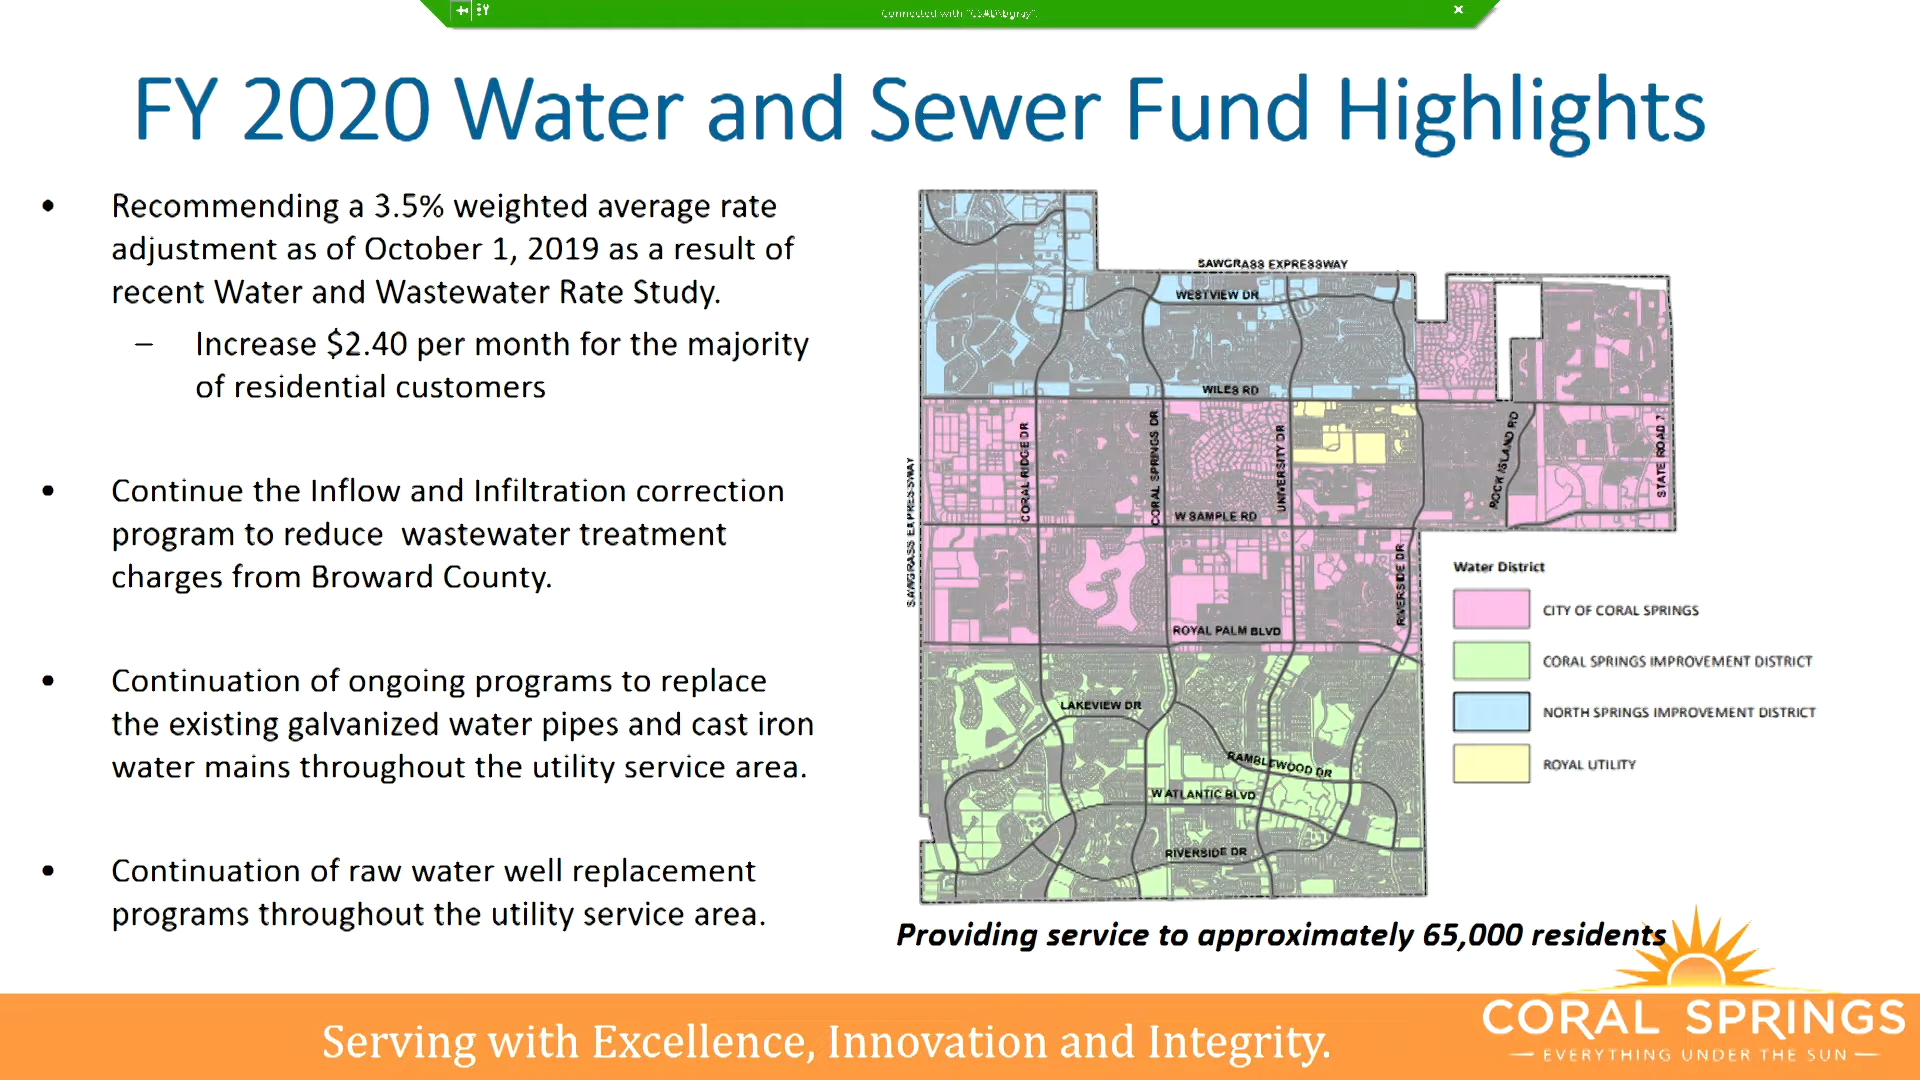 FY 2020 Water and Sewer Fund Highlights
• Recommending a 3.5% weighted average rate
adjustment as of October 1, 2019 as a result of
recent Water and Wastewater Rate Study.
– Increase $2.40 per month for the majority
of residential customers
• Continue the Inflow and Infiltration correction
program to reduce wastewater treatment
charges from Broward County.
• Continuation of ongoing programs to replace
the existing galvanized water pipes and cast iron
water mains throughout the utility service area.
• Continuation of raw water well replacement
programs throughout the utility service area.
SAWGRASS EXPRESSWAY
WESTVIEW DR
WILES RD
CORAL RIDGE DR
CORAL SPRINGS DR
UNIVERSITY DR
ROCK ISLAND RD
STATE ROAD 7
SAWGRASS EXPRESSWAY
W SAMPLE RD
RIVERSIDE DR
ROYAL PALM BLVD
LAKEVIEW DR
RAMBLEWOOD DR
W ATLANTIC BLVD
RIVERSIDE DR
Water District
CITY OF CORAL SPRINGS
CORAL SPRINGS IMPROVEMENT DISTRICT
NORTH SPRINGS IMPROVEMENT DISTRICT
ROYAL UTILITY
Providing service to approximately 65,000 residents
Serving with Excellence, Innovation and Integrity.
CORAL SPRINGS
EVERYTHING UNDER THE SUN